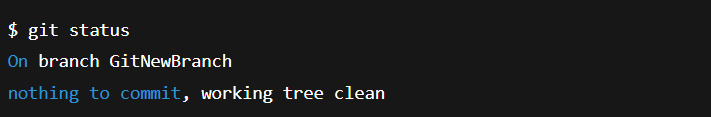 $ git status
On branch GitNewBranch
nothing to commit, working tree clean